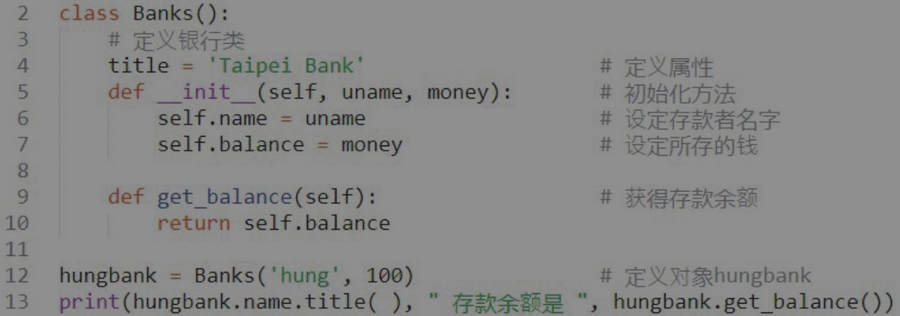 2 class Banks():
3     # 定义银行类
4     title = 'Taipei Bank'                   # 定义属性
5     def __init__(self, uname, money):       # 初始化方法
6         self.name = uname                   # 设定存款者名字
7         self.balance = money                # 设定所存的钱
8
9     def get_balance(self):                  # 获得存款余额
10         return self.balance
11
12 hungbank = Banks('hung', 100)               # 定义对象hungbank
13 print(hungbank.name.title( ), " 存款余额是 ", hungbank.get_balance())